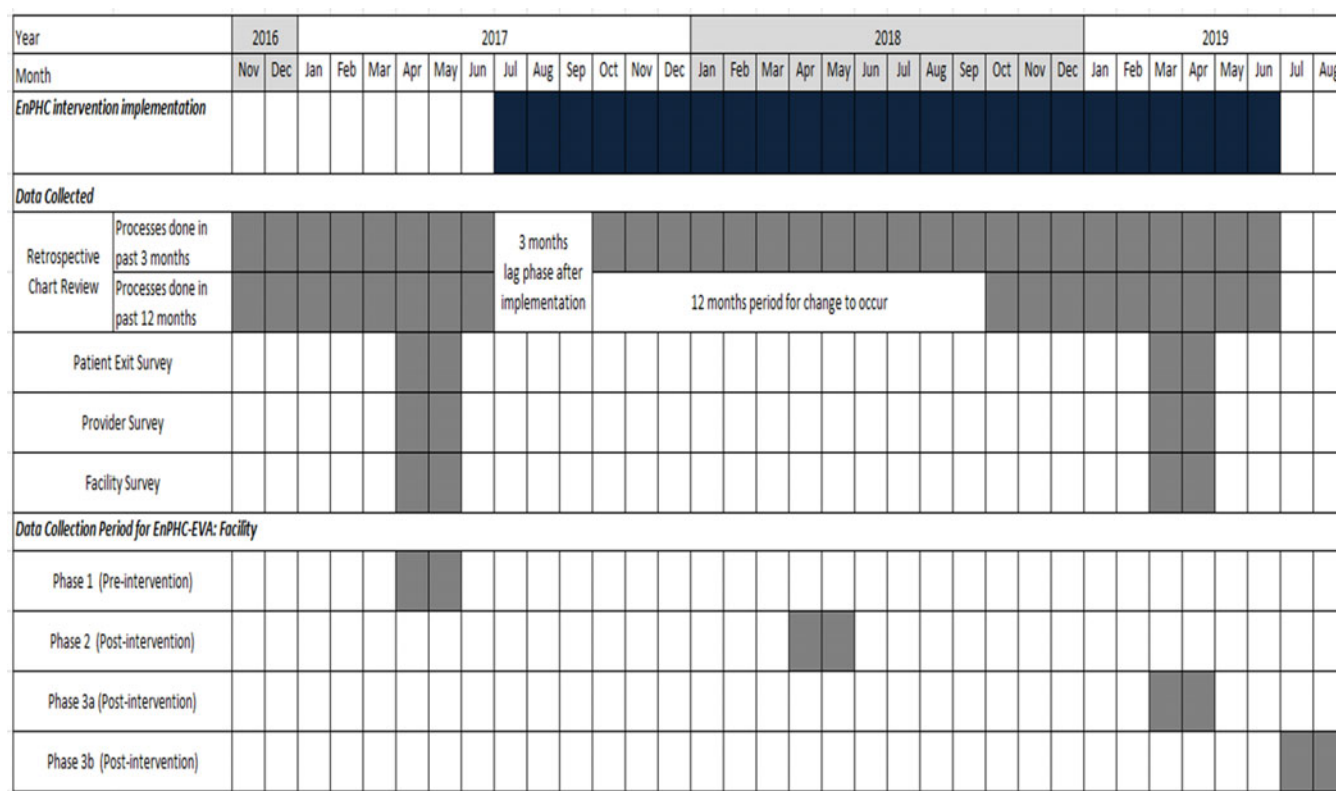 Year 2016 2017 2018 2019
Month Nov Dec Jan Feb Mar Apr May Jun Jul Aug Sep Oct Nov Dec Jan Feb Mar Apr May Jun Jul Aug Sep Oct Nov Dec Jan Feb Mar Apr May Jun Jul Aug
EnPHC intervention implementation
Data Collected
Retrospective
Chart Review
Processes done in
past 3 months
Processes done in
past 12 months
3 months
lag phase after
implementation
12 months period for change to occur
Patient Exit Survey
Provider Survey
Facility Survey
Data Collection Period for EnPHC-EVA: Facility
Phase 1 (Pre-intervention)
Phase 2 (Post-intervention)
Phase 3a (Post-intervention)
Phase 3b (Post-intervention)